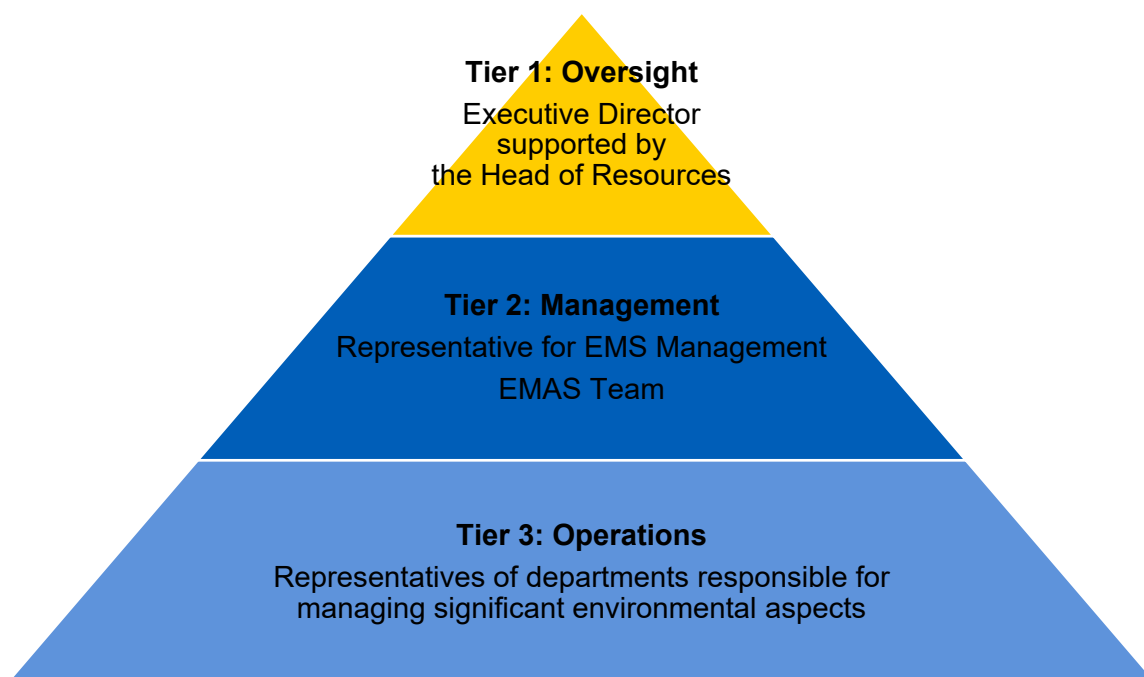 Tier 1: Oversight
Executive Director
supported by
the Head of Resources
Tier 2: Management
Representative for EMS Management
EMAS Team
Tier 3: Operations
Representatives of departments responsible for
managing significant environmental aspects